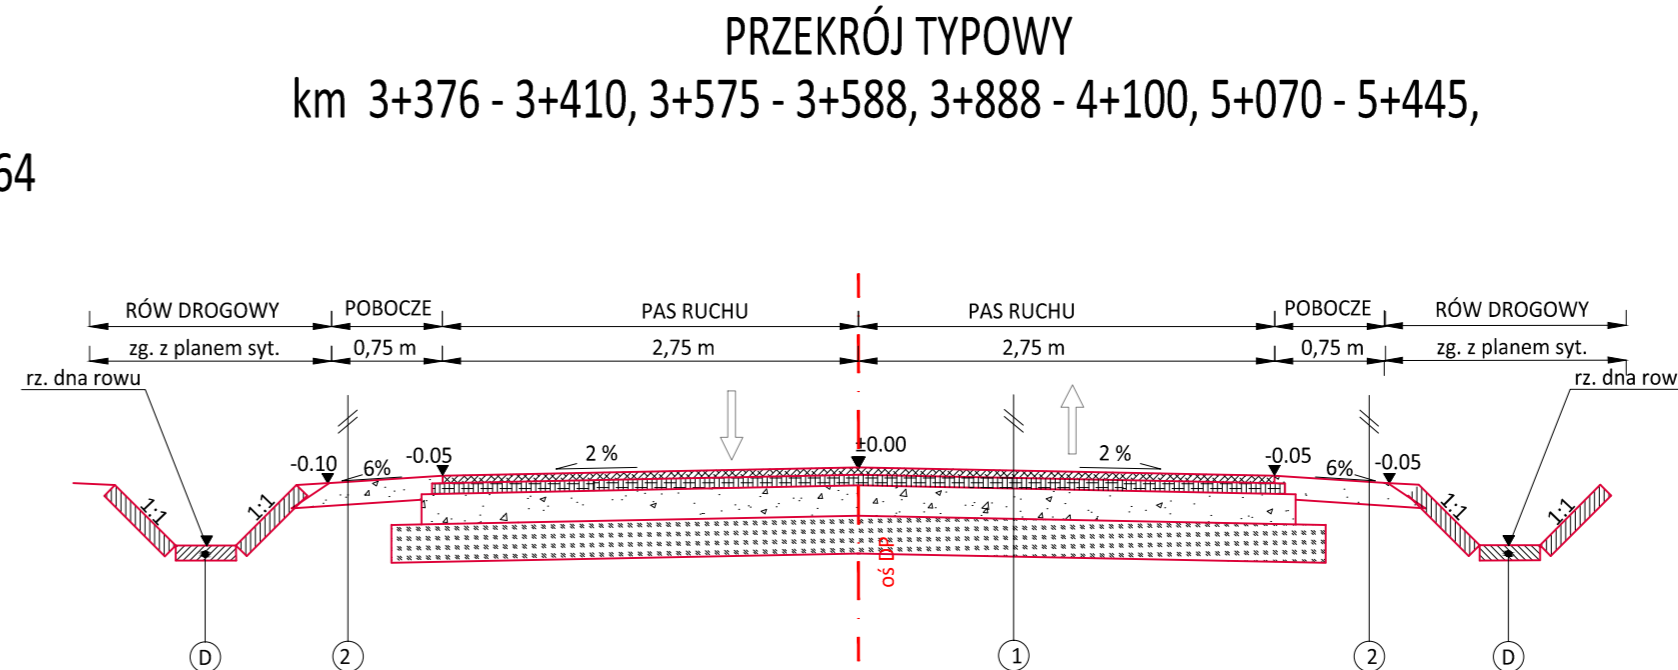 PRZEKRÓJ TYPOWY
km 3+376 - 3+410, 3+575 - 3+588, 3+888 - 4+100, 5+070 - 5+445,
64
RÓW DROGOWY POBOCZE PAS RUCHU PAS RUCHU POBOCZE RÓW DROGOWY
zg. z planem syt. 0,75 m 2,75 m 2,75 m 0,75 m zg. z planem syt.
rz. dna rowu rz. dna row
-0.10 6% -0.05 2 % ±0.00 2 % -0.05 6% -0.05
1:1 1:1 1:1 1:1
oś DP
D 2 1 2 D